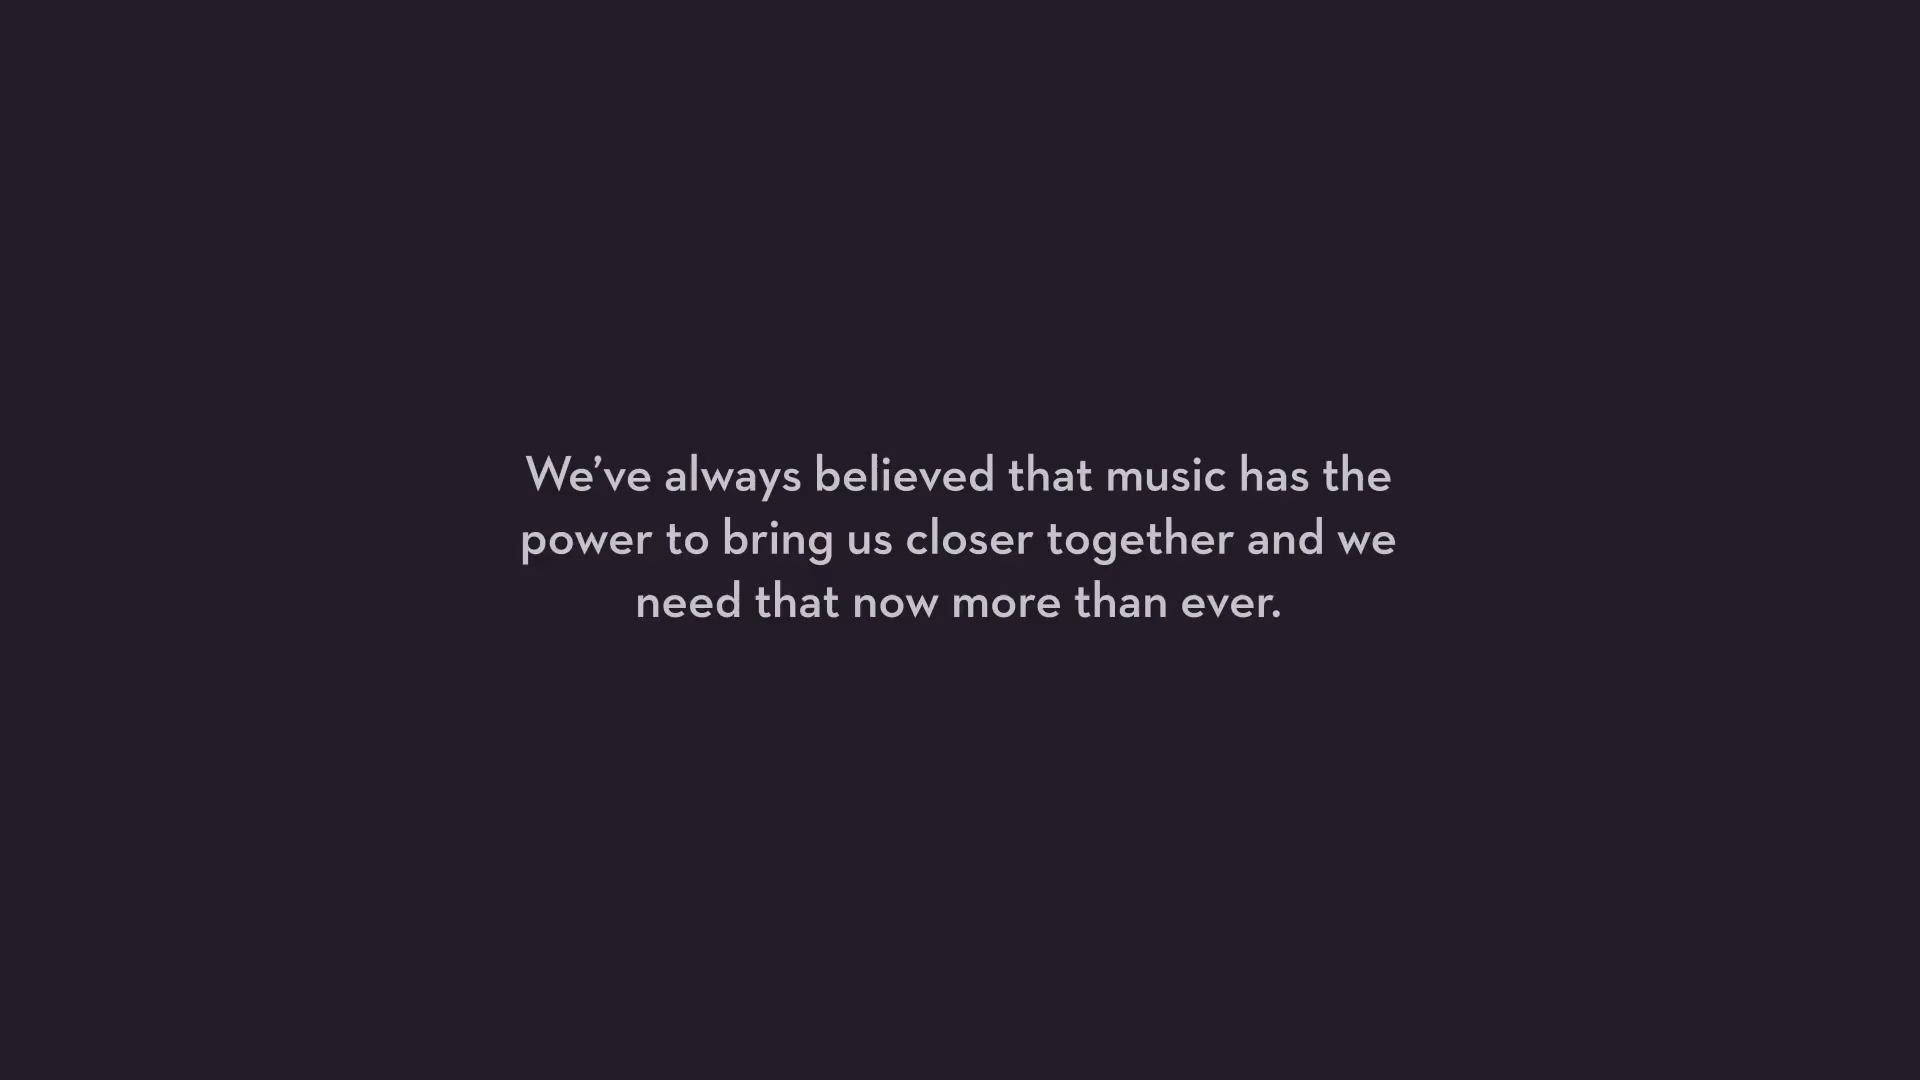 We’ve always believed that music has the
power to bring us closer together and we
need that now more than ever.